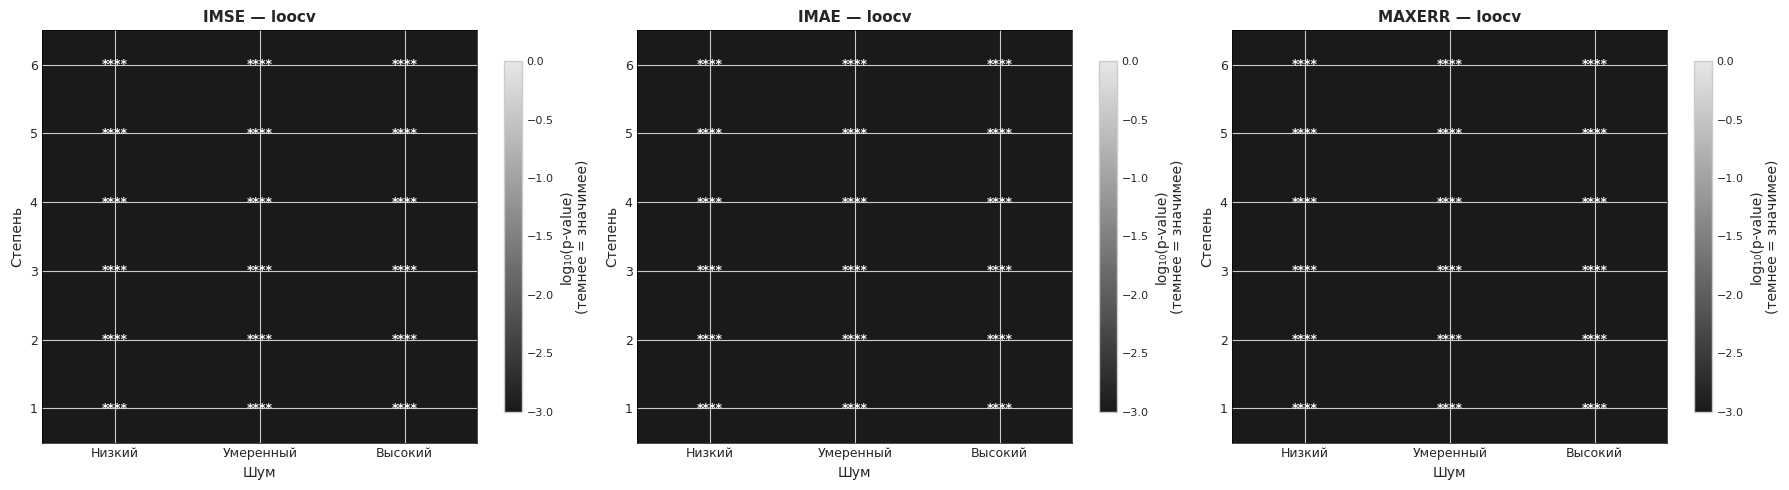 IMSE — loocv
6
**** **** ****
5
**** **** ****
4
**** **** ****
3
**** **** ****
2
**** **** ****
1
**** **** ****
Низкий Умеренный Высокий
Шум
Степень
0.0
−0.5
−1.0
−1.5
−2.0
−2.5
−3.0
log₁₀(p-value)
(темнее = значимее)
IMAE — loocv
6
**** **** ****
5
**** **** ****
4
**** **** ****
3
**** **** ****
2
**** **** ****
1
**** **** ****
Низкий Умеренный Высокий
Шум
Степень
0.0
−0.5
−1.0
−1.5
−2.0
−2.5
−3.0
log₁₀(p-value)
(темнее = значимее)
MAXERR — loocv
6
**** **** ****
5
**** **** ****
4
**** **** ****
3
**** **** ****
2
**** **** ****
1
**** **** ****
Низкий Умеренный Высокий
Шум
Степень
0.0
−0.5
−1.0
−1.5
−2.0
−2.5
−3.0
log₁₀(p-value)
(темнее = значимее)